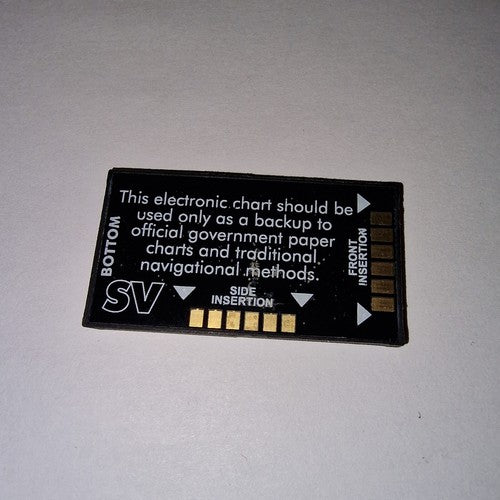 This electronic chart should be
used only as a backup to
official government paper
charts and traditional
navigational methods.
BOTTOM
SV
SIDE
INSERTION
FRONT
INSERTION